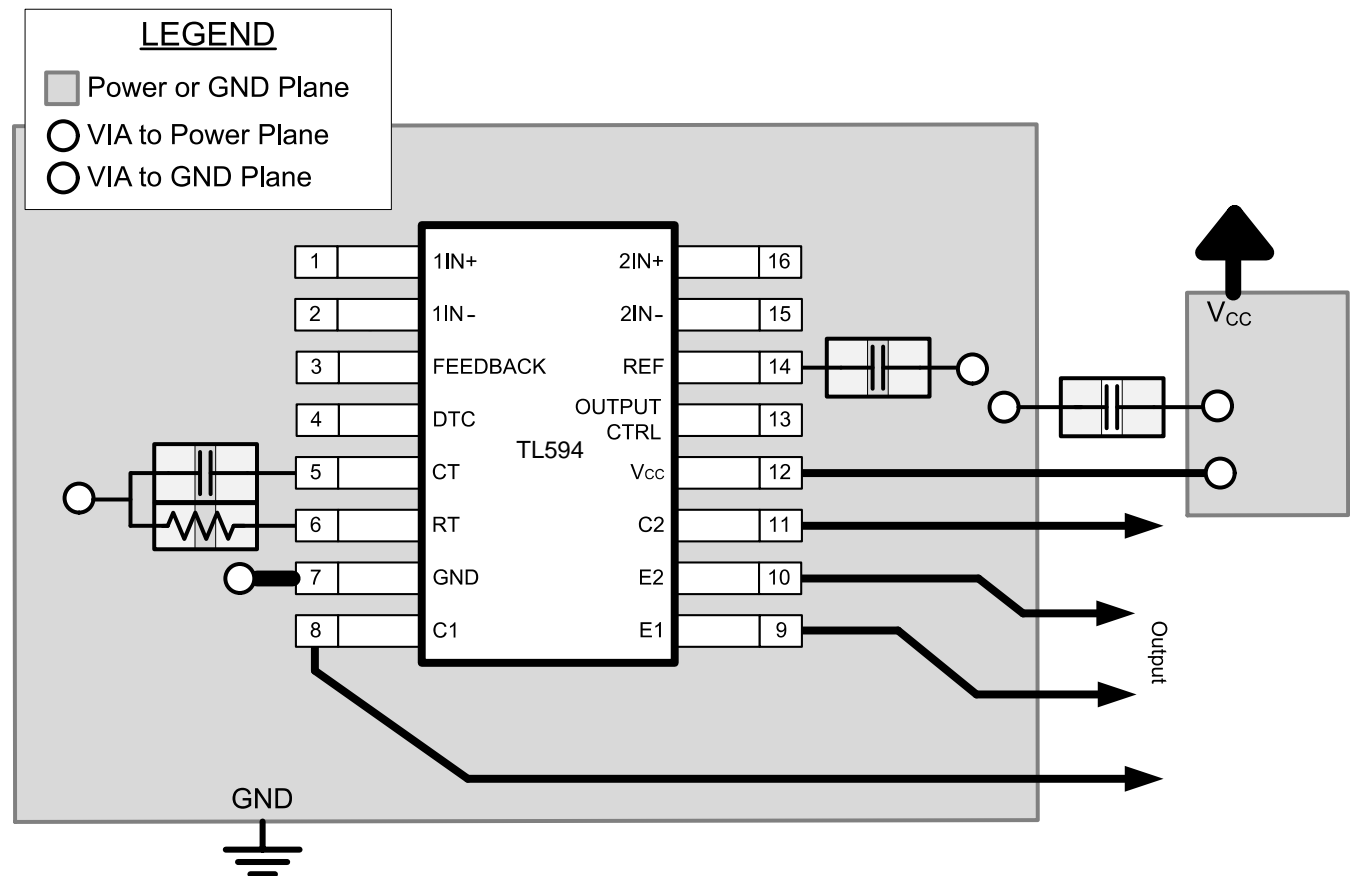 LEGEND
Power or GND Plane
VIA to Power Plane
VIA to GND Plane
1 1IN+ 2IN+ 16
2 1IN- 2IN- 15
3 FEEDBACK REF 14
4 DTC OUTPUT CTRL 13
TL594
5 CT Vcc 12
6 RT C2 11
7 GND E2 10
8 C1 E1 9
VCC
Output
GND